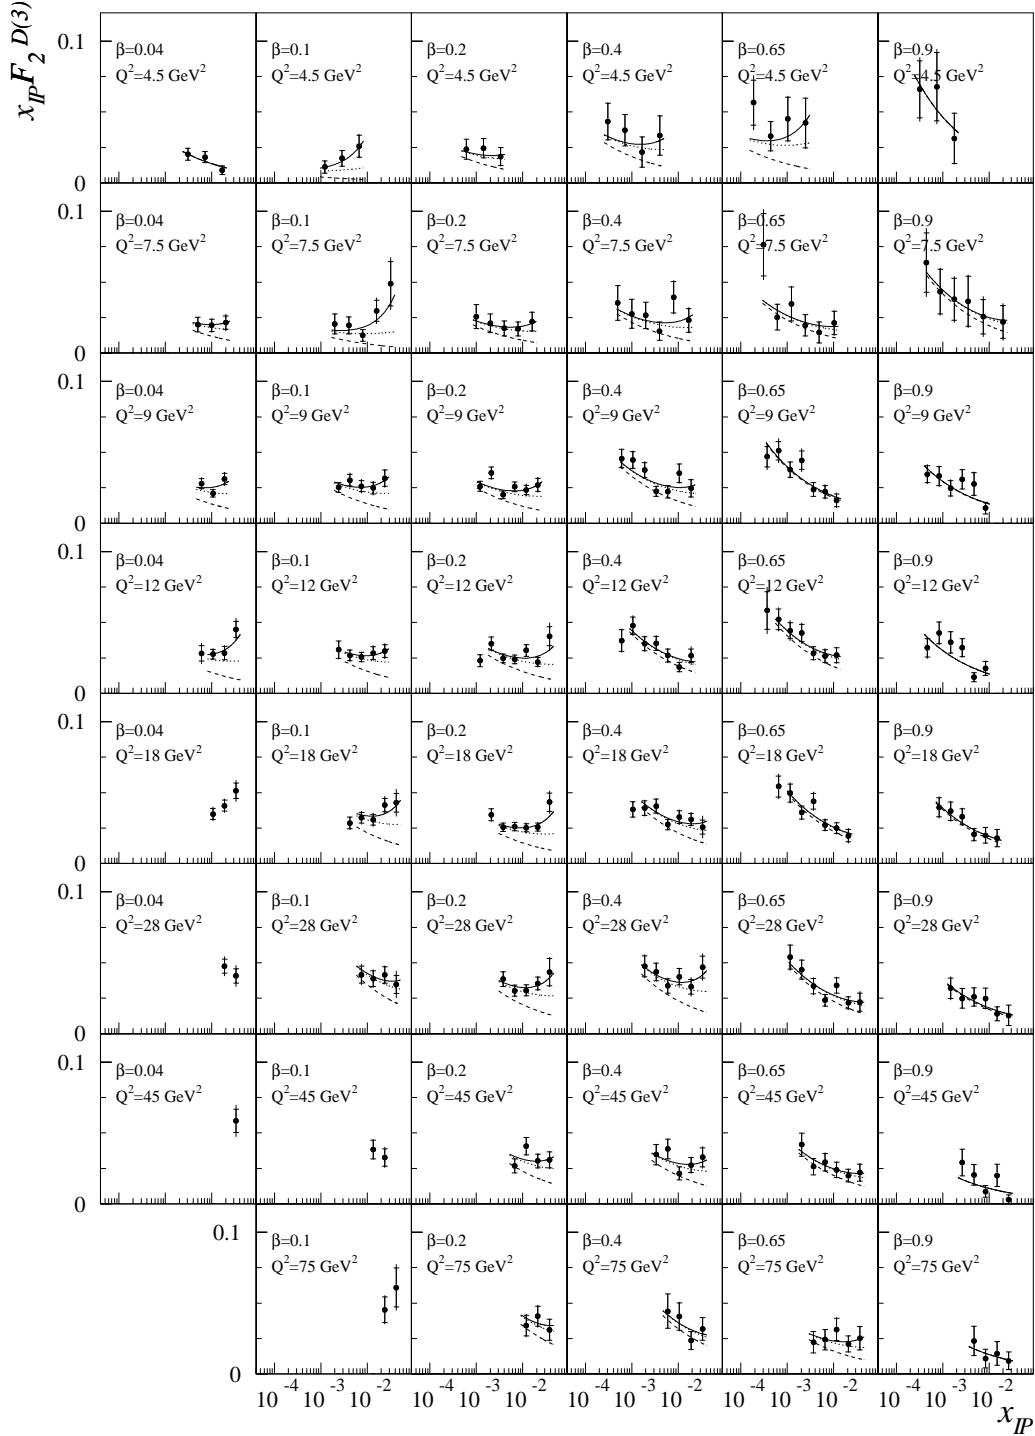 x_IP F_2^D(3)
0.1
β=0.04 β=0.1 β=0.2 β=0.4 β=0.65 β=0.9
Q²=4.5 GeV² Q²=4.5 GeV² Q²=4.5 GeV² Q²=4.5 GeV² Q²=4.5 GeV² Q²=4.5 GeV²
0
0.1
β=0.04 β=0.1 β=0.2 β=0.4 β=0.65 β=0.9
Q²=7.5 GeV² Q²=7.5 GeV² Q²=7.5 GeV² Q²=7.5 GeV² Q²=7.5 GeV² Q²=7.5 GeV²
0
0.1
β=0.04 β=0.1 β=0.2 β=0.4 β=0.65 β=0.9
Q²=9 GeV² Q²=9 GeV² Q²=9 GeV² Q²=9 GeV² Q²=9 GeV² Q²=9 GeV²
0
0.1
β=0.04 β=0.1 β=0.2 β=0.4 β=0.65 β=0.9
Q²=12 GeV² Q²=12 GeV² Q²=12 GeV² Q²=12 GeV² Q²=12 GeV² Q²=12 GeV²
0
0.1
β=0.04 β=0.1 β=0.2 β=0.4 β=0.65 β=0.9
Q²=18 GeV² Q²=18 GeV² Q²=18 GeV² Q²=18 GeV² Q²=18 GeV² Q²=18 GeV²
0
0.1
β=0.04 β=0.1 β=0.2 β=0.4 β=0.65 β=0.9
Q²=28 GeV² Q²=28 GeV² Q²=28 GeV² Q²=28 GeV² Q²=28 GeV² Q²=28 GeV²
0
0.1
β=0.04 β=0.1 β=0.2 β=0.4 β=0.65 β=0.9
Q²=45 GeV² Q²=45 GeV² Q²=45 GeV² Q²=45 GeV² Q²=45 GeV² Q²=45 GeV²
0
0.1
β=0.1 β=0.2 β=0.4 β=0.65 β=0.9
Q²=75 GeV² Q²=75 GeV² Q²=75 GeV² Q²=75 GeV² Q²=75 GeV²
0
10⁻⁴ 10⁻³ 10⁻² 10⁻⁴ 10⁻³ 10⁻² 10⁻⁴ 10⁻³ 10⁻² 10⁻⁴ 10⁻³ 10⁻² 10⁻⁴ 10⁻³ 10⁻²
x_IP